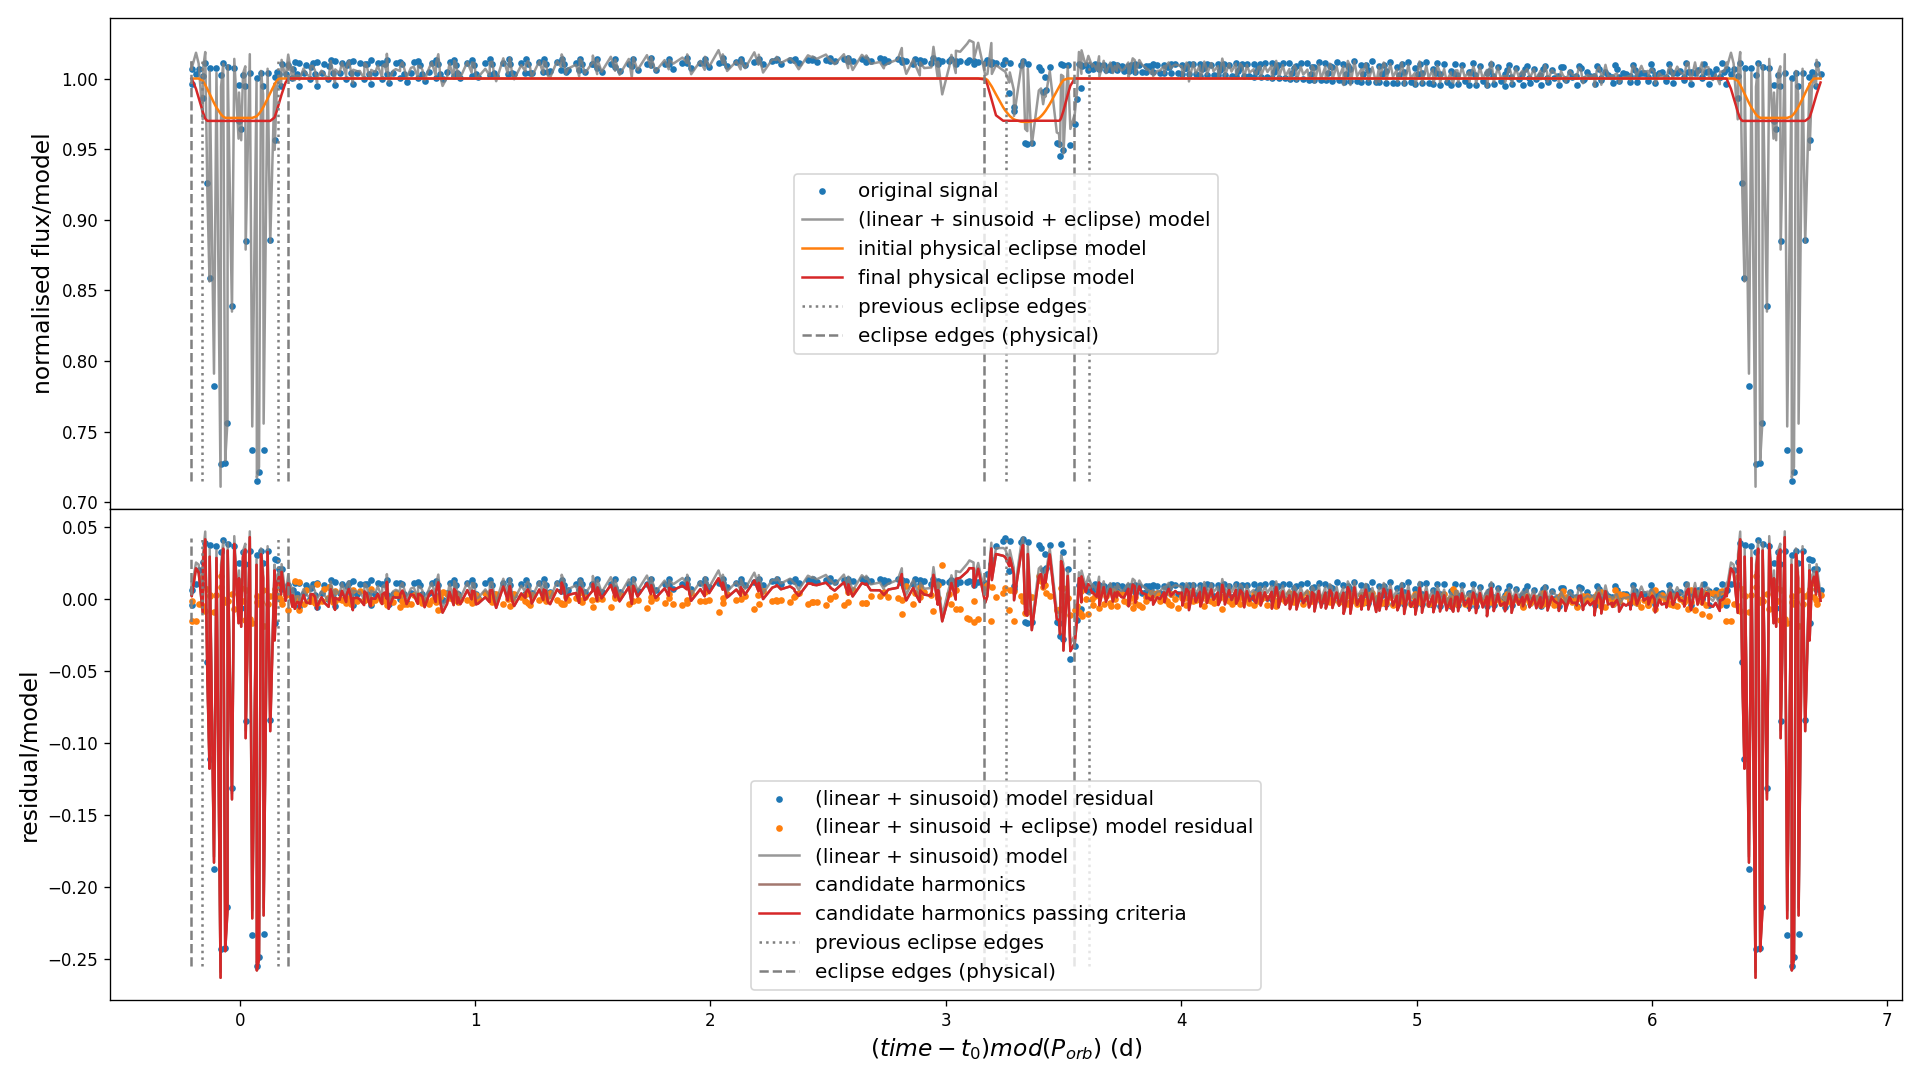 normalised flux/model
1.00
0.95
0.90
0.85
0.80
0.75
0.70
original signal
(linear + sinusoid + eclipse) model
initial physical eclipse model
final physical eclipse model
previous eclipse edges
eclipse edges (physical)
residual/model
0.05
0.00
−0.05
−0.10
−0.15
−0.20
−0.25
(linear + sinusoid) model residual
(linear + sinusoid + eclipse) model residual
(linear + sinusoid) model
candidate harmonics
candidate harmonics passing criteria
previous eclipse edges
eclipse edges (physical)
0 1 2 3 4 5 6 7
(time − t₀)mod(P_orb) (d)